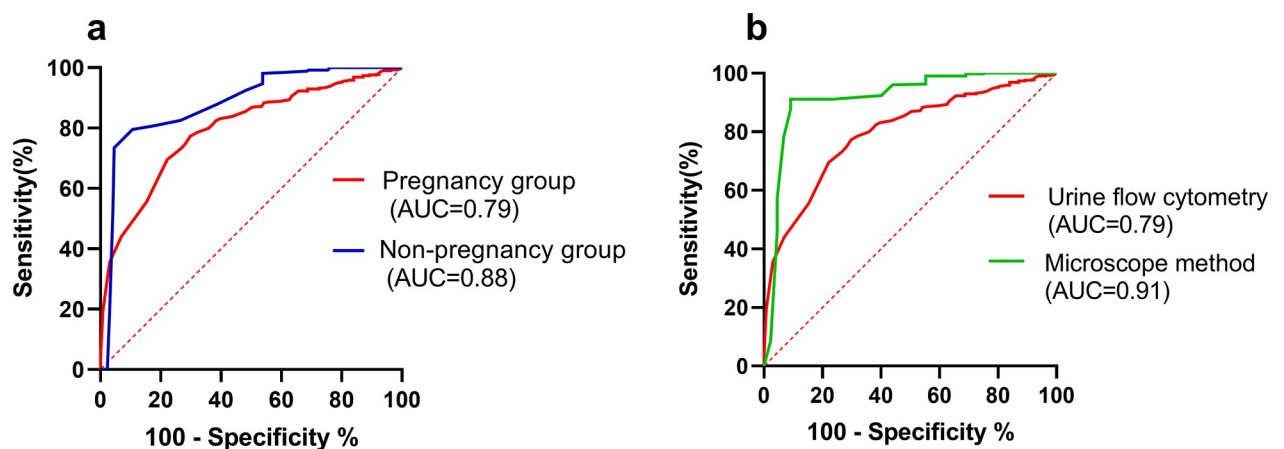 a
100
80
60
40
20
0
Sensitivity(%)
0 20 40 60 80 100
100 - Specificity %
Pregnancy group
(AUC=0.79)
Non-pregnancy group
(AUC=0.88)
b
100
80
60
40
20
0
Sensitivity(%)
0 20 40 60 80 100
100 - Specificity %
Urine flow cytometry
(AUC=0.79)
Microscope method
(AUC=0.91)